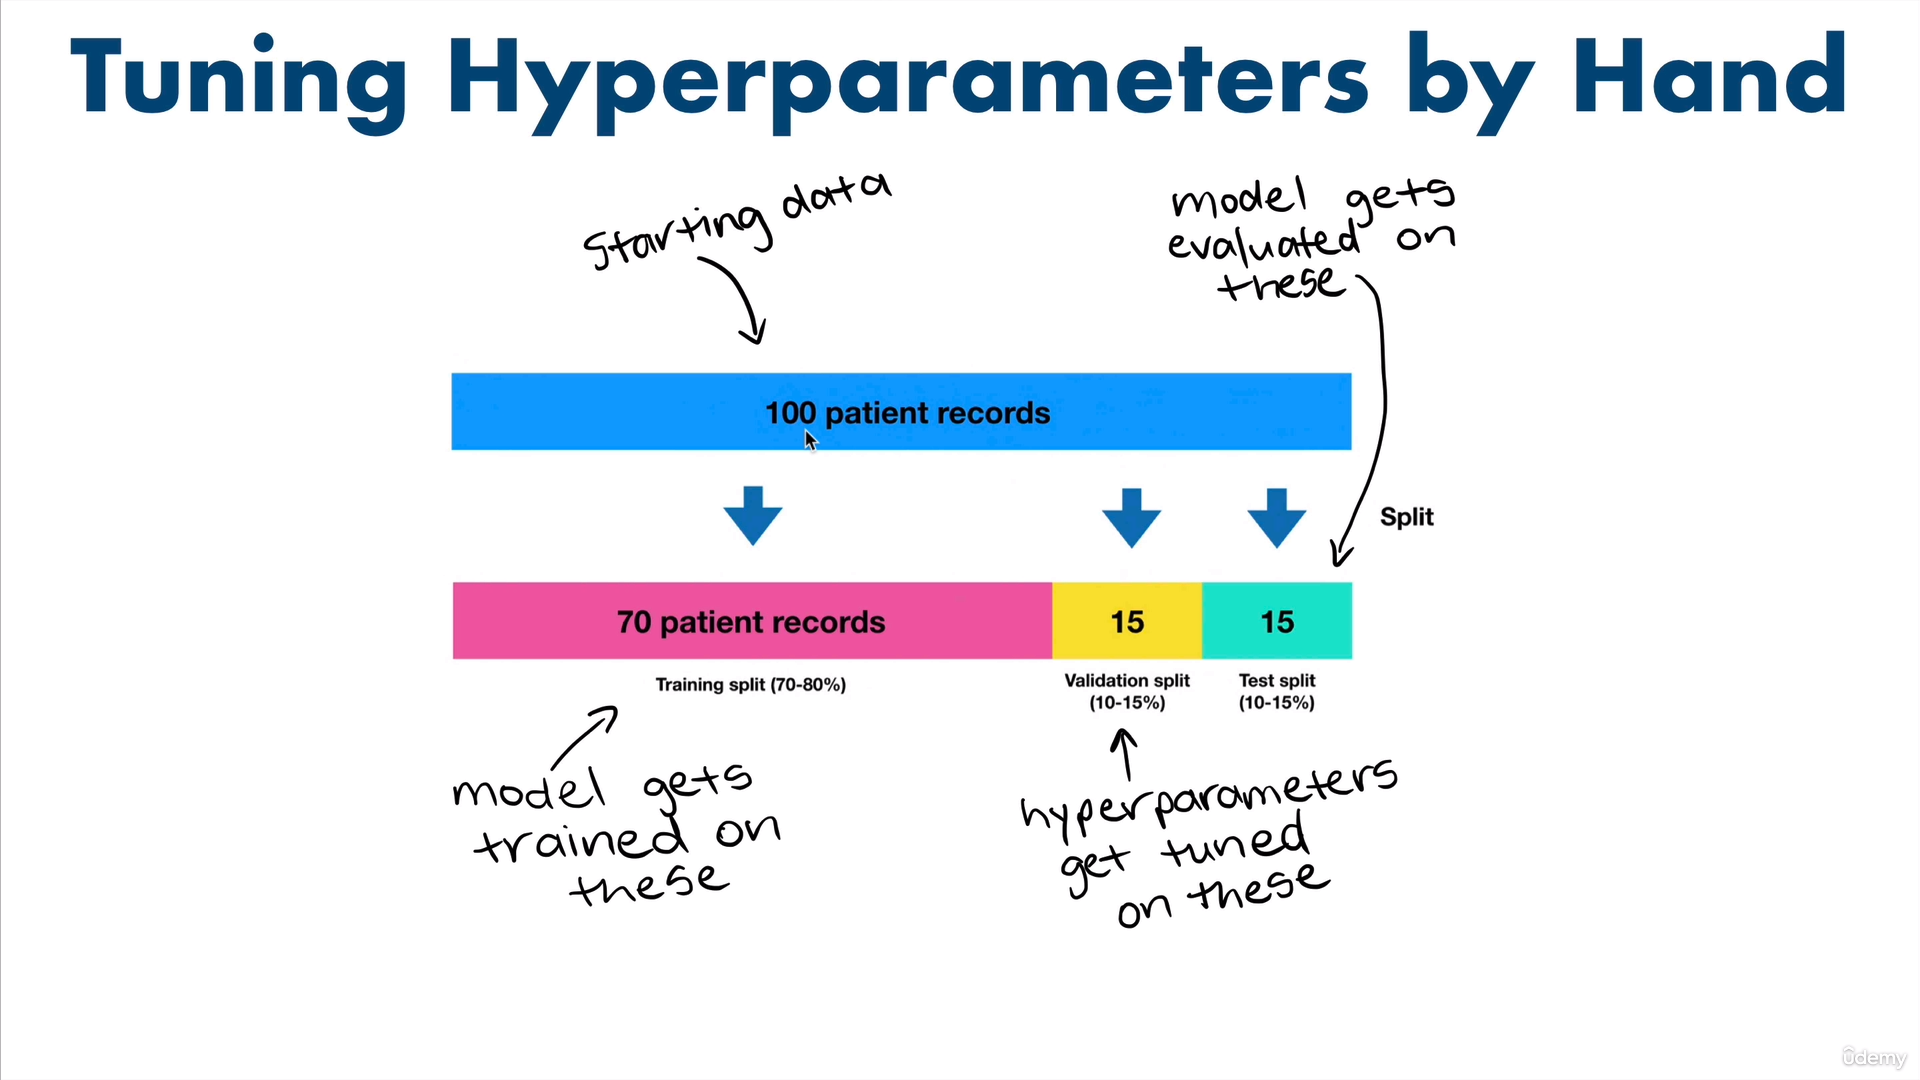 Tuning Hyperparameters by Hand
starting data
model gets
evaluated on
these
100 patient records
Split
70 patient records
15
15
Training split (70-80%)
Validation split
(10-15%)
Test split
(10-15%)
model gets
trained on
these
hyperparameters
get tuned
on these
ûdemy